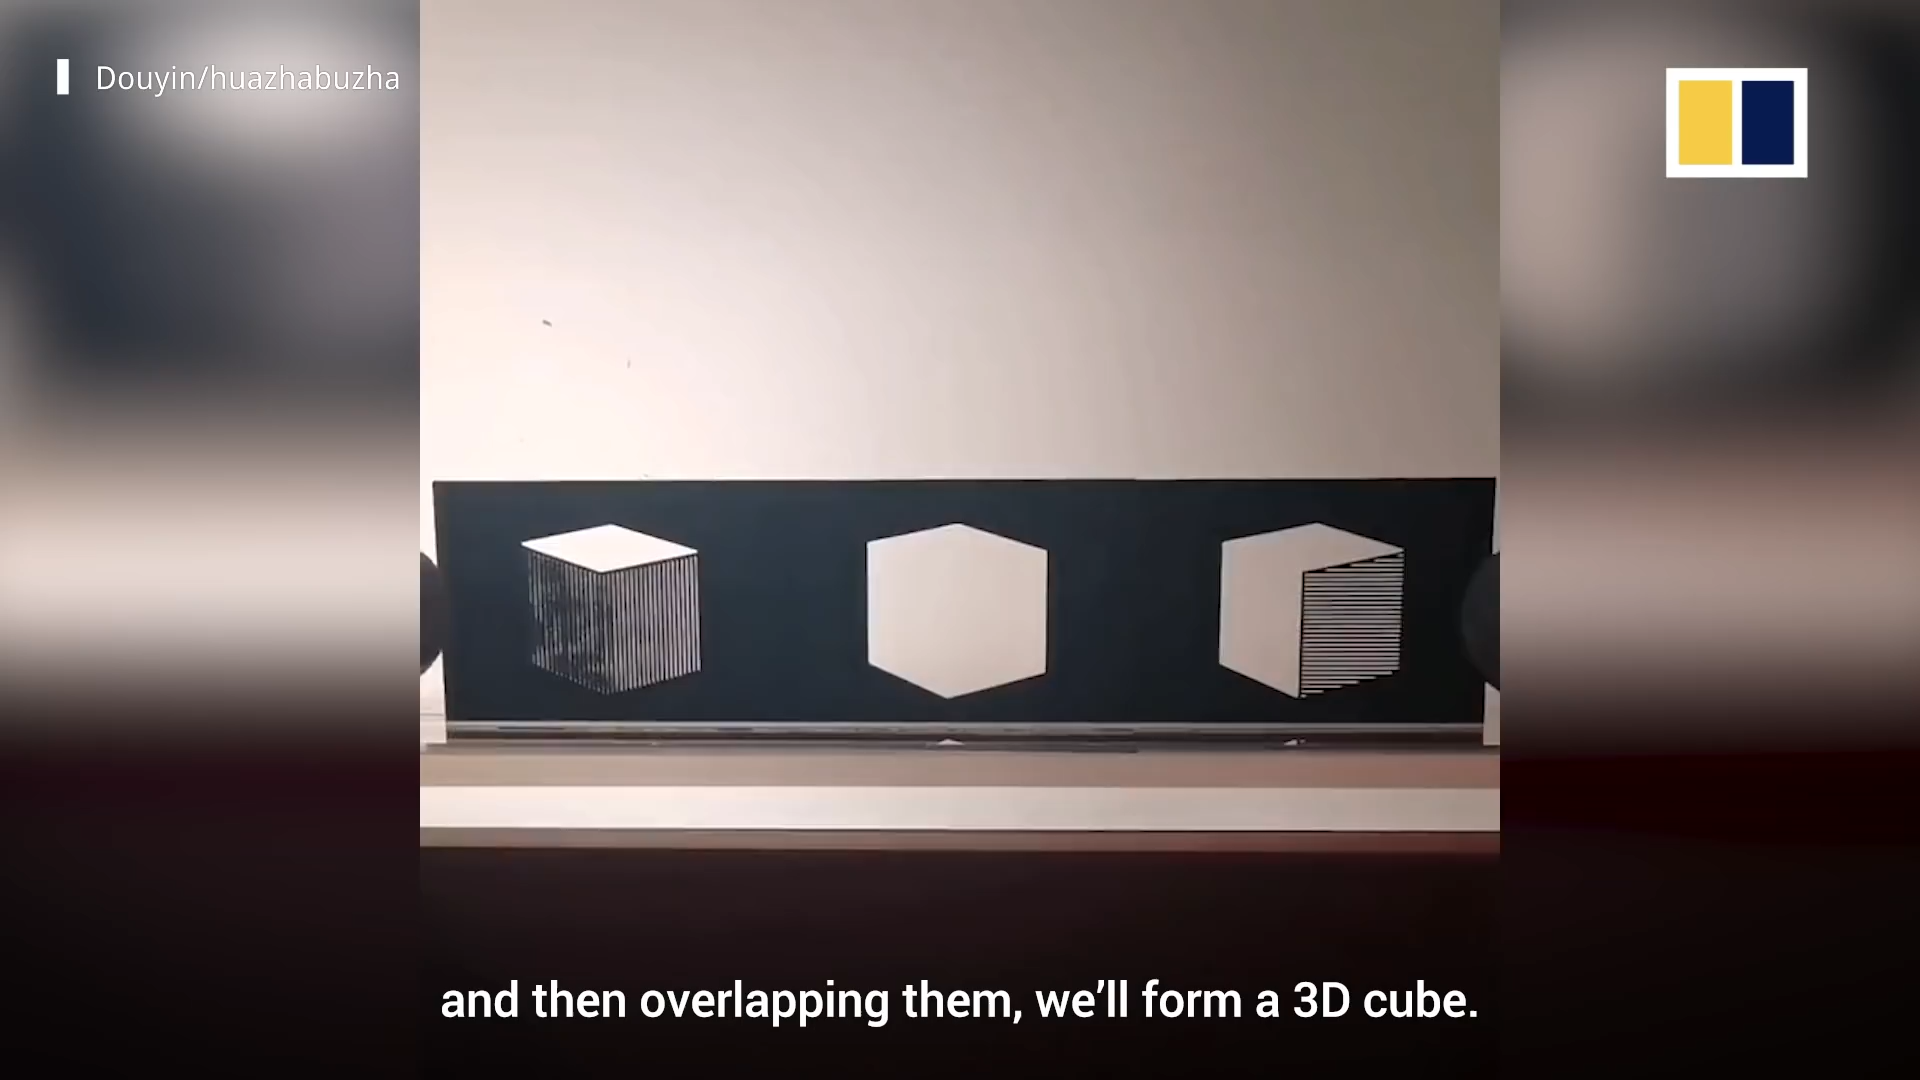 Douyin/huazhabuzha
and then overlapping them, we’ll form a 3D cube.